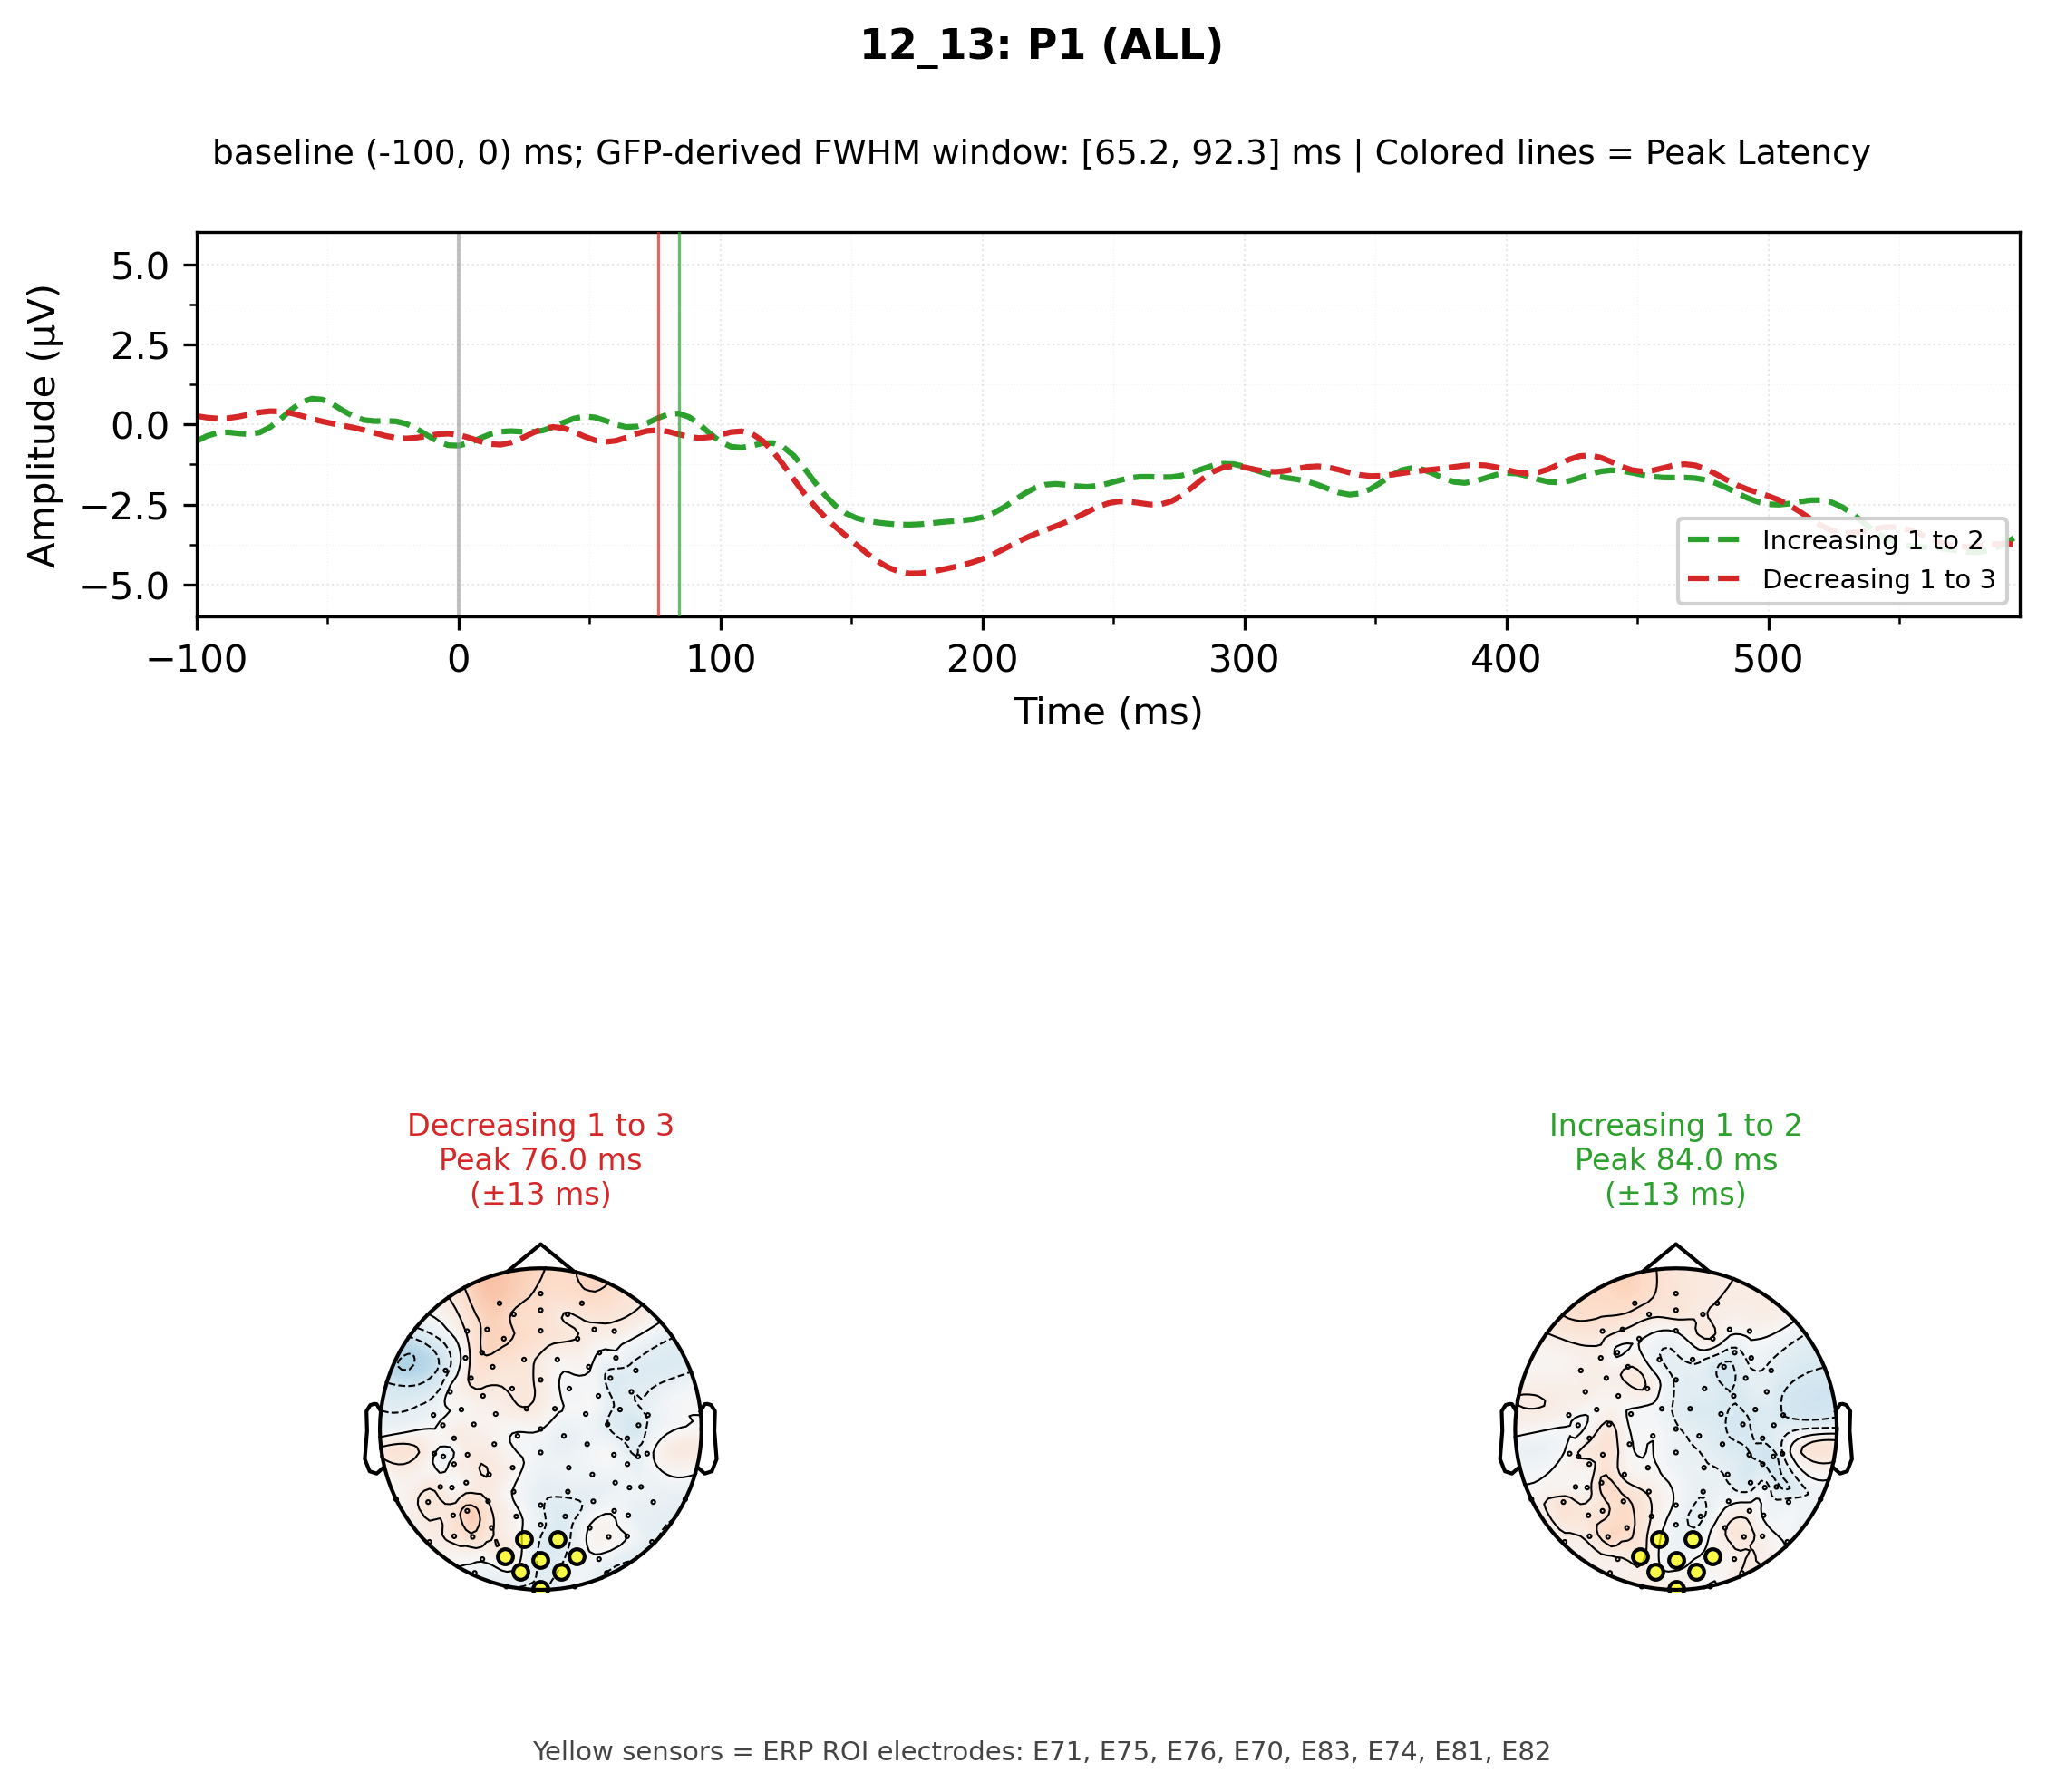 12_13: P1 (ALL)
baseline (-100, 0) ms; GFP-derived FWHM window: [65.2, 92.3] ms | Colored lines = Peak Latency
Amplitude (µV)
5.0
2.5
0.0
−2.5
−5.0
Increasing 1 to 2
Decreasing 1 to 3
−100 0 100 200 300 400 500
Time (ms)
Decreasing 1 to 3
Peak 76.0 ms
(±13 ms)
Increasing 1 to 2
Peak 84.0 ms
(±13 ms)
Yellow sensors = ERP ROI electrodes: E71, E75, E76, E70, E83, E74, E81, E82